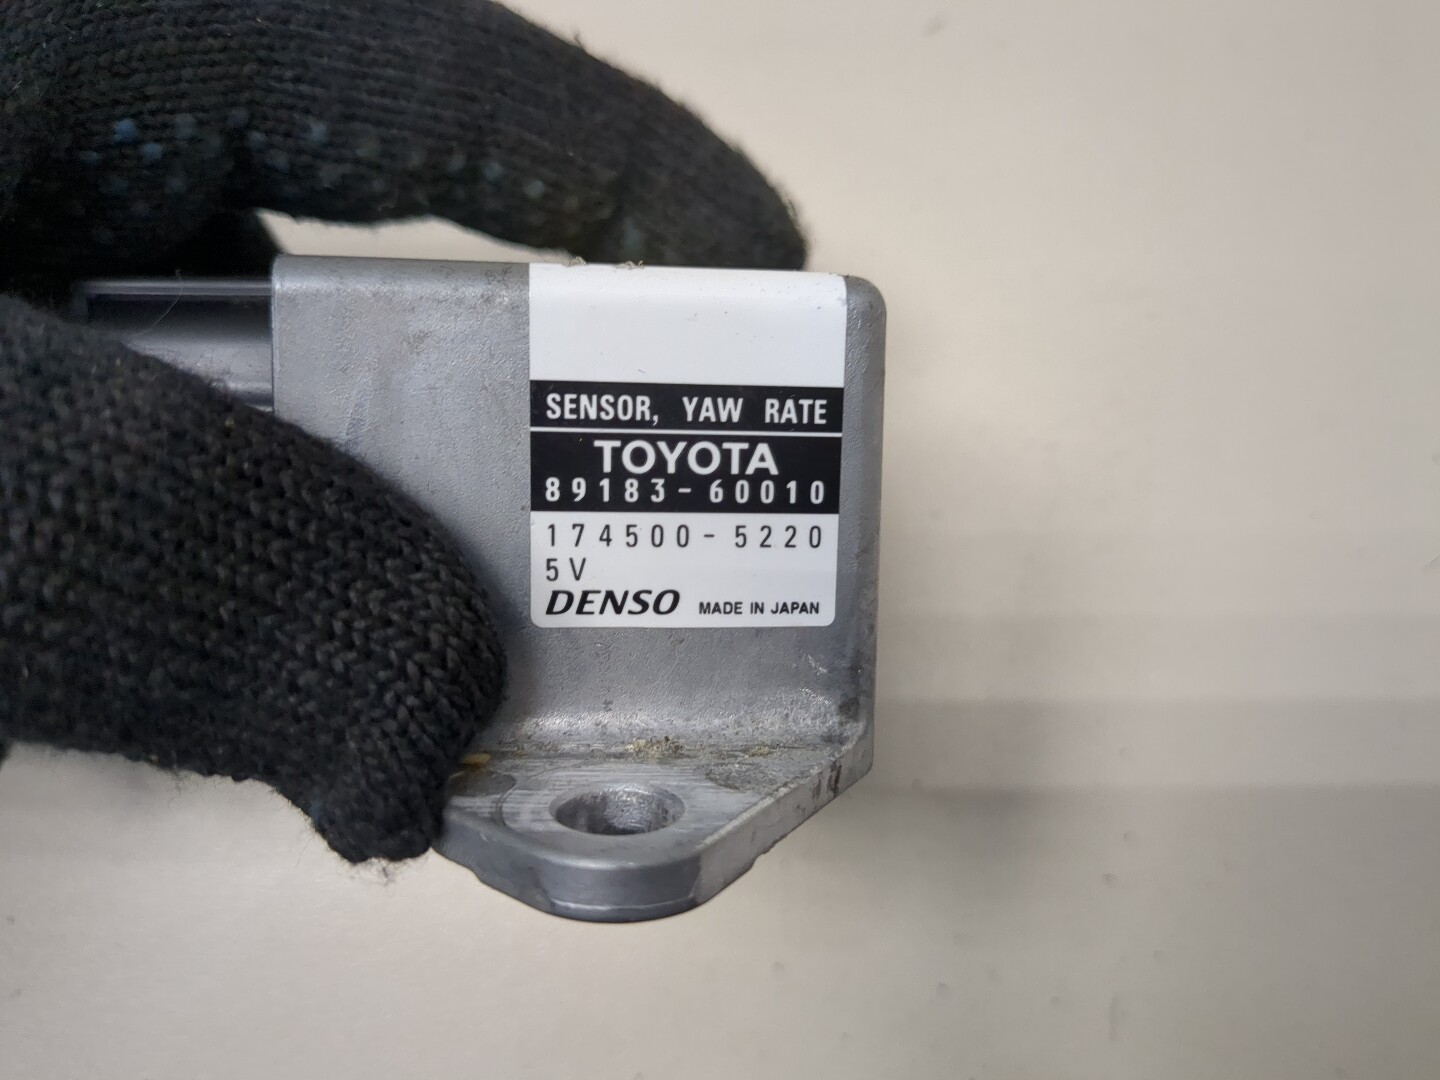 SENSOR, YAW RATE
TOYOTA
89183-60010
174500-5220
5V
DENSO MADE IN JAPAN